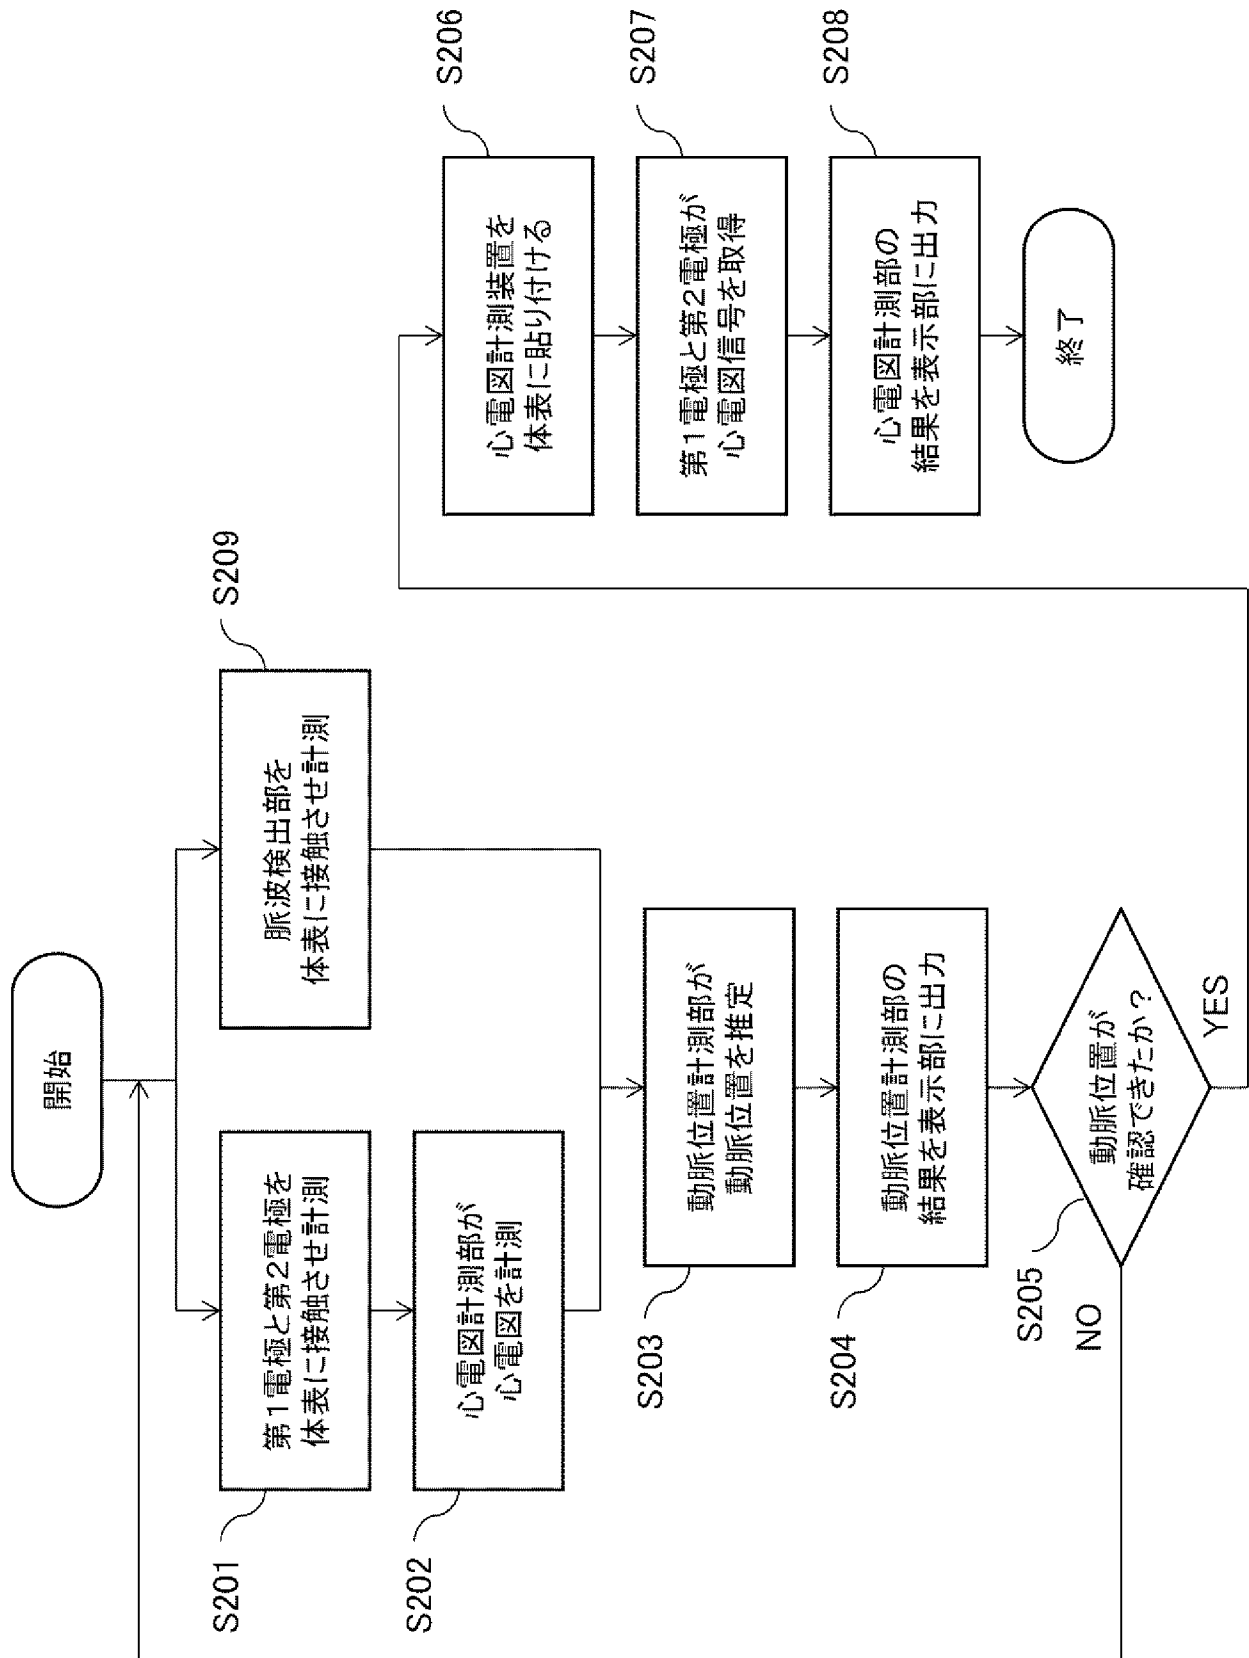 開始
S201
第1電極と第2電極を
体表に接触させ計測
S209
脈波検出部を
体表に接触させ計測
S202
心電図計測部が
心電図を計測
S203
動脈位置計測部が
動脈位置を推定
S204
動脈位置計測部の
結果を表示部に出力
S205
動脈位置が
確認できたか?
NO
YES
S206
心電図計測装置を
体表に貼り付ける
S207
第1電極と第2電極が
心電図信号を取得
S208
心電図計測部の
結果を表示部に出力
終了